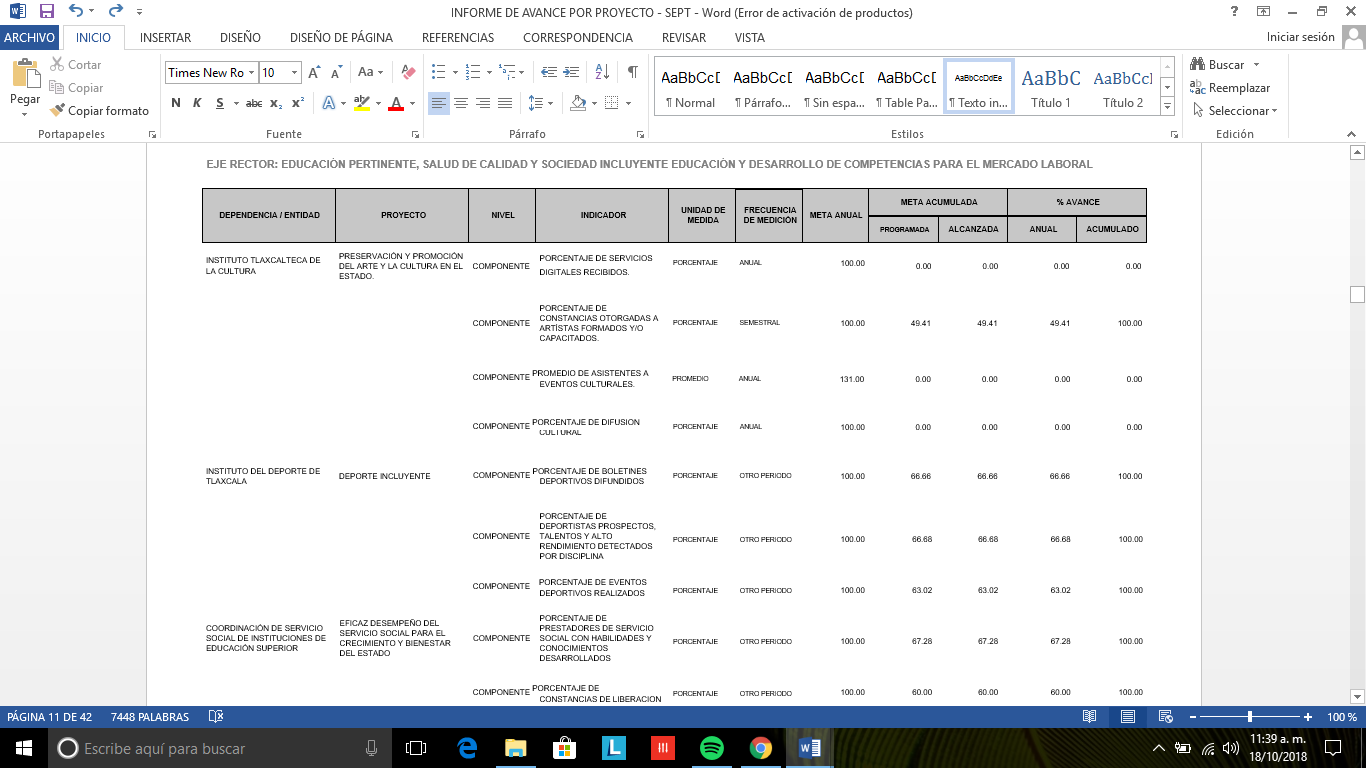 INFORME DE AVANCE POR PROYECTO - SEPT - Word (Error de activación de productos)
ARCHIVO INICIO INSERTAR DISEÑO DISEÑO DE PÁGINA REFERENCIAS CORRESPONDENCIA REVISAR VISTA Iniciar sesión
Pegar
Cortar
Copiar
Copiar formato
Portapapeles
Times New Ro 10
N K S abc x₂ x²
Fuente
Párrafo
AaBbCcDdEe
¶ Normal ¶ Párrafo... ¶ Sin espa... ¶ Table Pa... ¶ Texto in... Título 1 Título 2
Estilos
Buscar
Reemplazar
Seleccionar
Edición
EJE RECTOR: EDUCACIÓN PERTINENTE, SALUD DE CALIDAD Y SOCIEDAD INCLUYENTE EDUCACIÓN Y DESARROLLO DE COMPETENCIAS PARA EL MERCADO LABORAL
DEPENDENCIA / ENTIDAD PROYECTO NIVEL INDICADOR UNIDAD DE MEDIDA FRECUENCIA DE MEDICIÓN META ANUAL META ACUMULADA % AVANCE
PROGRAMADA ALCANZADA ANUAL ACUMULADO
INSTITUTO TLAXCALTECA DE
LA CULTURA
PRESERVACIÓN Y PROMOCIÓN
DEL ARTE Y LA CULTURA EN EL
ESTADO.
COMPONENTE
PORCENTAJE DE SERVICIOS
DIGITALES RECIBIDOS.
PORCENTAJE ANUAL 100.00 0.00 0.00 0.00 0.00
COMPONENTE
PORCENTAJE DE
CONSTANCIAS OTORGADAS A
ARTÍSTAS FORMADOS Y/O
CAPACITADOS.
PORCENTAJE SEMESTRAL 100.00 49.41 49.41 49.41 100.00
COMPONENTE PROMEDIO DE ASISTENTES A
EVENTOS CULTURALES.
PROMEDIO ANUAL 131.00 0.00 0.00 0.00 0.00
COMPONENTE PORCENTAJE DE DIFUSION
CULTURAL
PORCENTAJE ANUAL 100.00 0.00 0.00 0.00 0.00
INSTITUTO DEL DEPORTE DE
TLAXCALA
DEPORTE INCLUYENTE
COMPONENTE PORCENTAJE DE BOLETINES
DEPORTIVOS DIFUNDIDOS
PORCENTAJE OTRO PERIODO 100.00 66.66 66.66 66.66 100.00
COMPONENTE
PORCENTAJE DE
DEPORTISTAS PROSPECTOS,
TALENTOS Y ALTO
RENDIMIENTO DETECTADOS
POR DISCIPLINA
PORCENTAJE OTRO PERIODO 100.00 66.68 66.68 66.68 100.00
COMPONENTE
PORCENTAJE DE EVENTOS
DEPORTIVOS REALIZADOS
PORCENTAJE OTRO PERIODO 100.00 63.02 63.02 63.02 100.00
COORDINACIÓN DE SERVICIO
SOCIAL DE INSTITUCIONES DE
EDUCACIÓN SUPERIOR
EFICAZ DESEMPEÑO DEL
SERVICIO SOCIAL PARA EL
CRECIMIENTO Y BIENESTAR
DEL ESTADO
COMPONENTE
PORCENTAJE DE
PRESTADORES DE SERVICIO
SOCIAL CON HABILIDADES Y
CONOCIMIENTOS
DESARROLLADOS
PORCENTAJE OTRO PERIODO 100.00 67.28 67.28 67.28 100.00
COMPONENTE PORCENTAJE DE
CONSTANCIAS DE LIBERACION
PORCENTAJE OTRO PERIODO 100.00 60.00 60.00 60.00 100.00
PÁGINA 11 DE 42 7448 PALABRAS 100 %
Escribe aquí para buscar
11:39 a. m.
18/10/2018